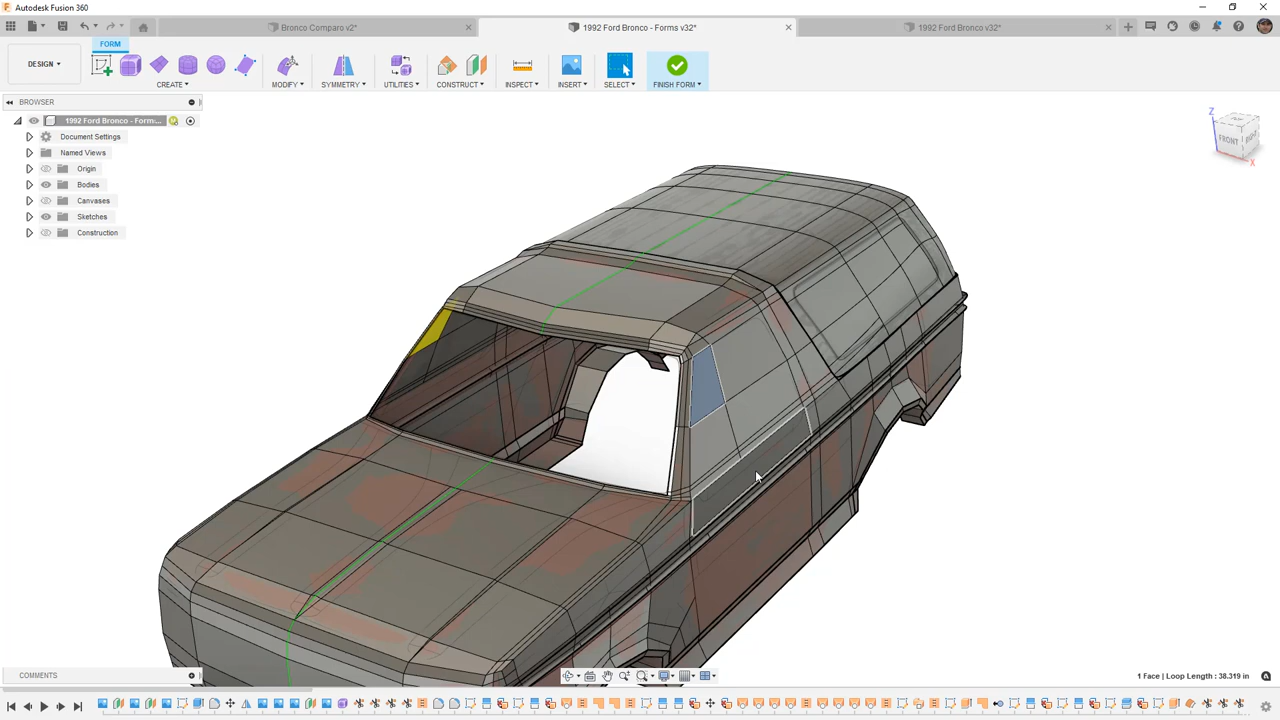 Autodesk Fusion 360
Bronco Comparo v2*
1992 Ford Bronco - Forms v32*
1992 Ford Bronco v32*
FORM
DESIGN
CREATE
MODIFY
SYMMETRY
UTILITIES
CONSTRUCT
INSPECT
INSERT
SELECT
FINISH FORM
BROWSER
1992 Ford Bronco - Form:...
Document Settings
Named Views
Origin
Bodies
Canvases
Sketches
Construction
Z
FRONT
X
COMMENTS
1 Face | Loop Length : 38.319 in